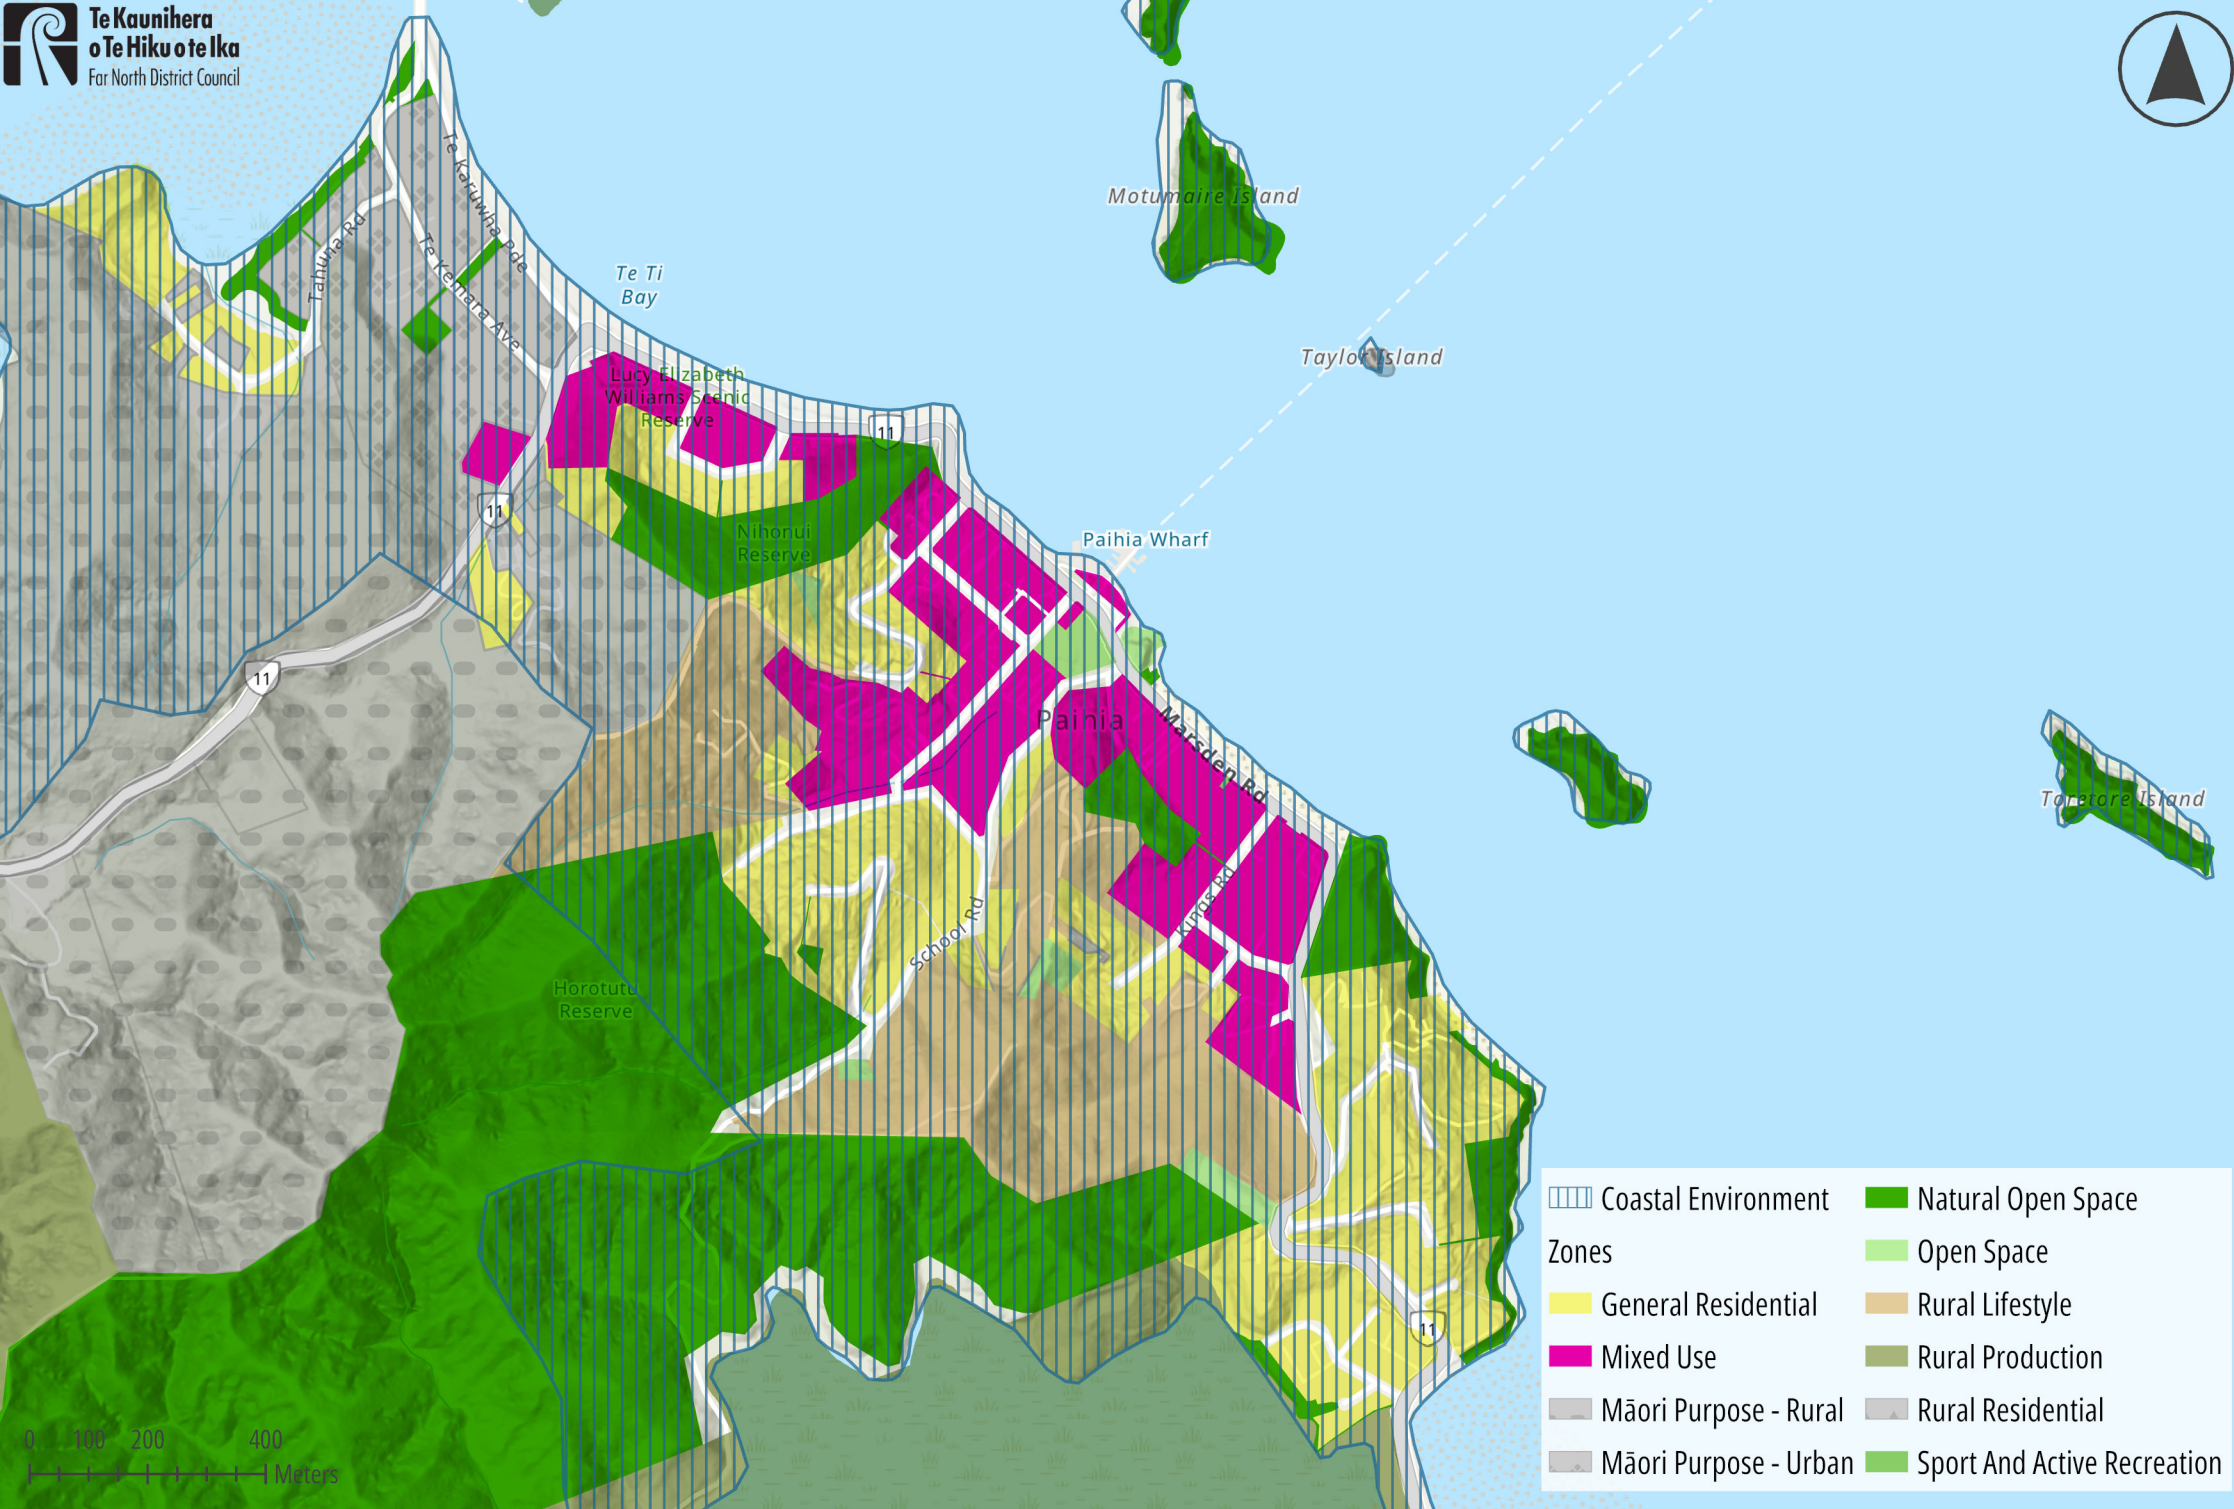 Te Kaunihera
o Te Hiku o te Ika
Far North District Council
Te Karuwha Pde
Tahuna Rd
Te Kemara Ave
Te Ti
Bay
Motumaire Island
Taylor Island
Lucy Elizabeth
Williams Scenic
Reserve
11
11
Nihonui
Reserve
Paihia Wharf
11
Paihia
Marsden Rd
Toretore Island
Kings Rd
School Rd
Horotutu
Reserve
11
0 100 200 400
Meters
Coastal Environment
Zones
General Residential
Mixed Use
Māori Purpose - Rural
Māori Purpose - Urban
Natural Open Space
Open Space
Rural Lifestyle
Rural Production
Rural Residential
Sport And Active Recreation